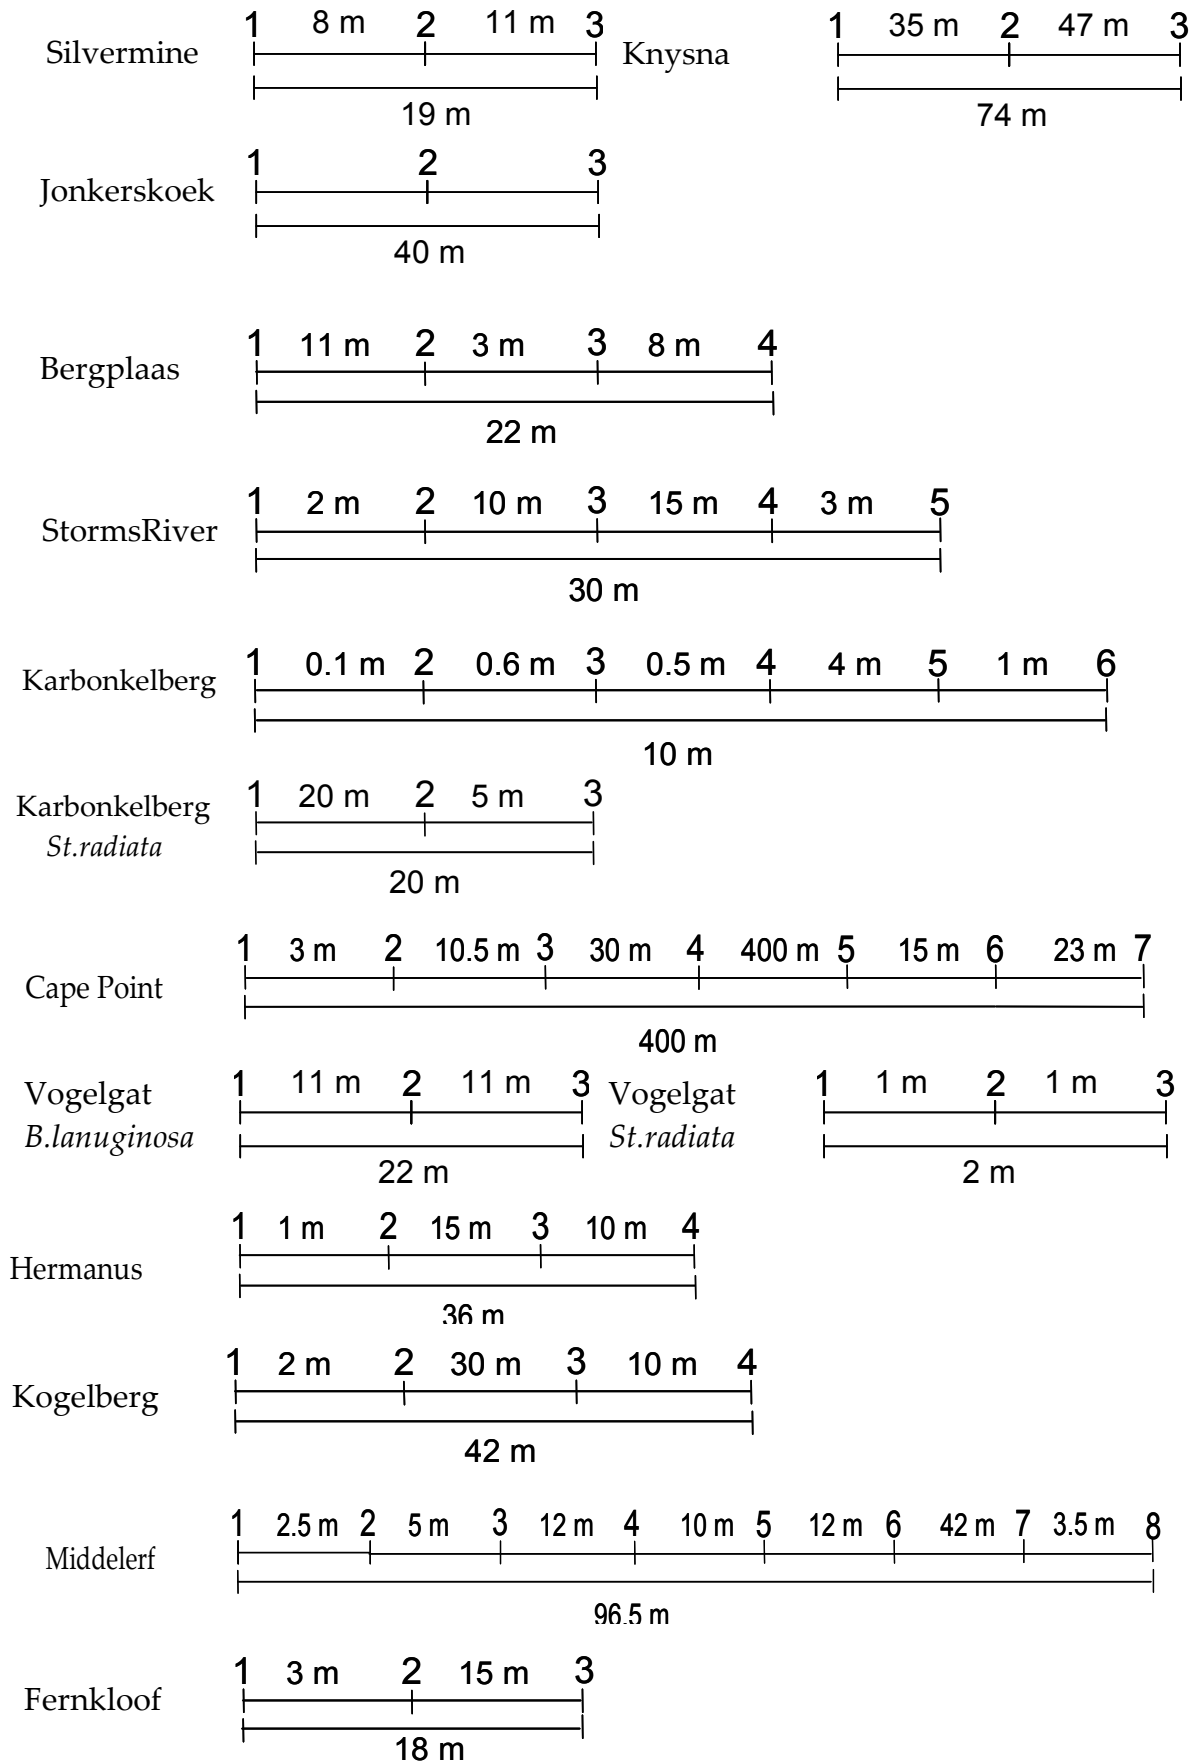 1 8 m 2 11 m 3
Silvermine
19 m
1 35 m 2 47 m 3
Knysna
74 m
1 2 3
Jonkerskoek
40 m
1 11 m 2 3 m 3 8 m 4
Bergplaas
22 m
1 2 m 2 10 m 3 15 m 4 3 m 5
StormsRiver
30 m
1 0.1 m 2 0.6 m 3 0.5 m 4 4 m 5 1 m 6
Karbonkelberg
10 m
1 20 m 2 5 m 3
Karbonkelberg
St.radiata
20 m
1 3 m 2 10.5 m 3 30 m 4 400 m 5 15 m 6 23 m 7
Cape Point
400 m
1 11 m 2 11 m 3
Vogelgat
B.lanuginosa
22 m
1 1 m 2 1 m 3
Vogelgat
St.radiata
2 m
1 1 m 2 15 m 3 10 m 4
Hermanus
36 m
1 2 m 2 30 m 3 10 m 4
Kogelberg
42 m
1 2.5 m 2 5 m 3 12 m 4 10 m 5 12 m 6 42 m 7 3.5 m 8
Middelerf
96.5 m
1 3 m 2 15 m 3
Fernkloof
18 m